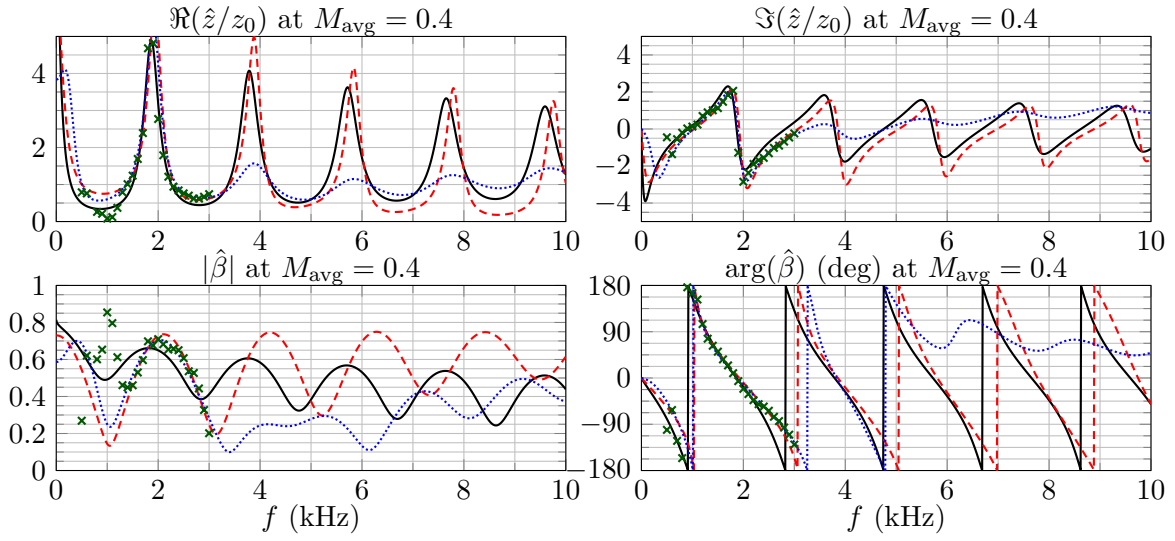 ℜ(ẑ/z₀) at M_avg = 0.4
4
2
0
0 2 4 6 8 10
ℑ(ẑ/z₀) at M_avg = 0.4
4
2
0
−2
−4
0 2 4 6 8 10
|β̂| at M_avg = 0.4
1
0.8
0.6
0.4
0.2
0
0 2 4 6 8 10
f (kHz)
arg(β̂) (deg) at M_avg = 0.4
180
90
0
−90
−180
0 2 4 6 8 10
f (kHz)